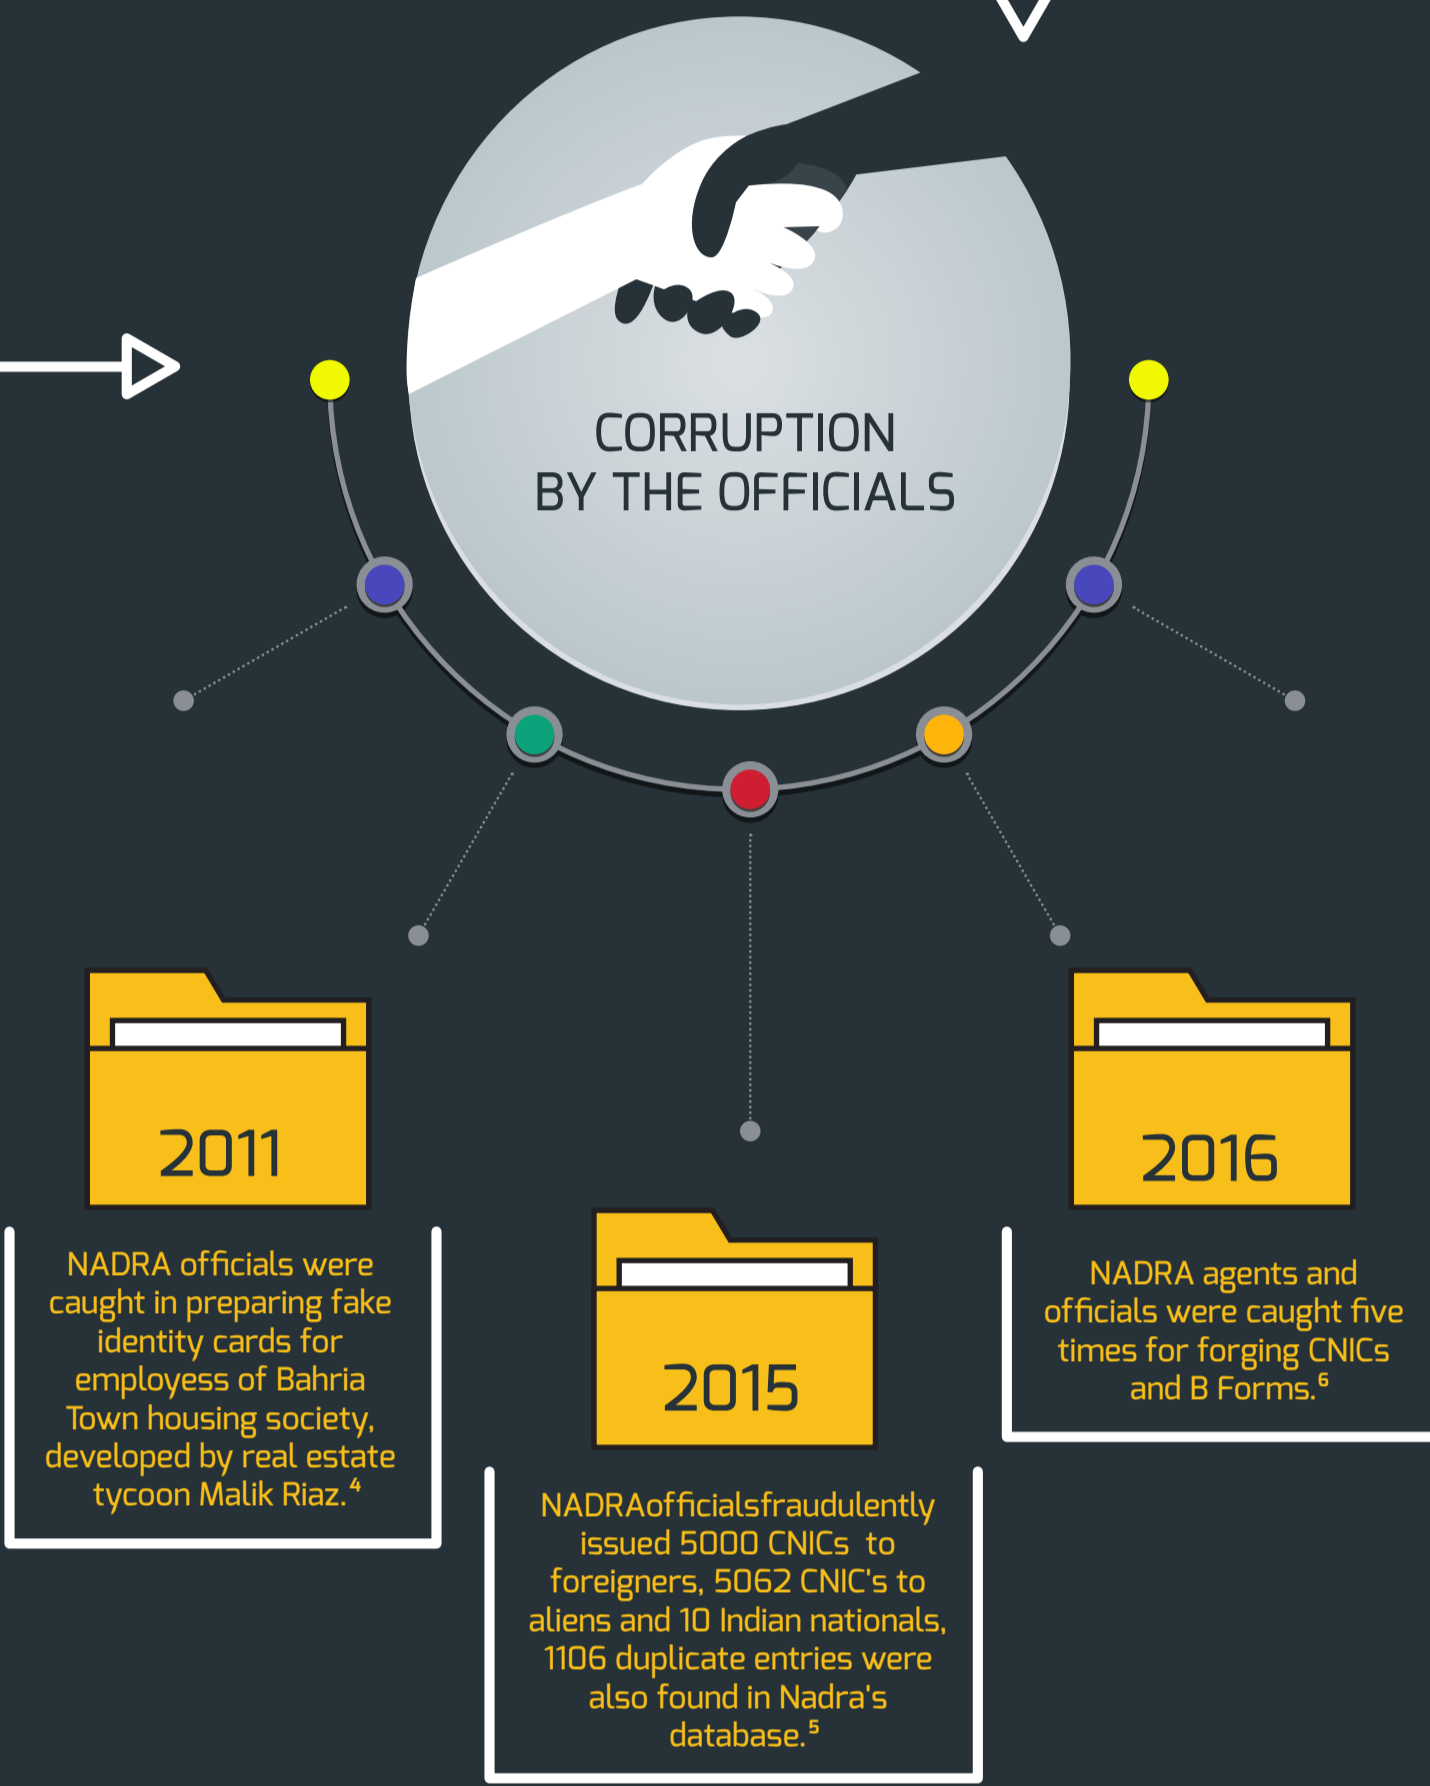 CORRUPTION
BY THE OFFICIALS
2011
NADRA officials were
caught in preparing fake
identity cards for
employess of Bahria
Town housing society,
developed by real estate
tycoon Malik Riaz.⁴
2015
NADRAofficialsfraudulently
issued 5000 CNICs to
foreigners, 5062 CNIC's to
aliens and 10 Indian nationals,
1106 duplicate entries were
also found in Nadra's
database.⁵
2016
NADRA agents and
officials were caught five
times for forging CNICs
and B Forms.⁶